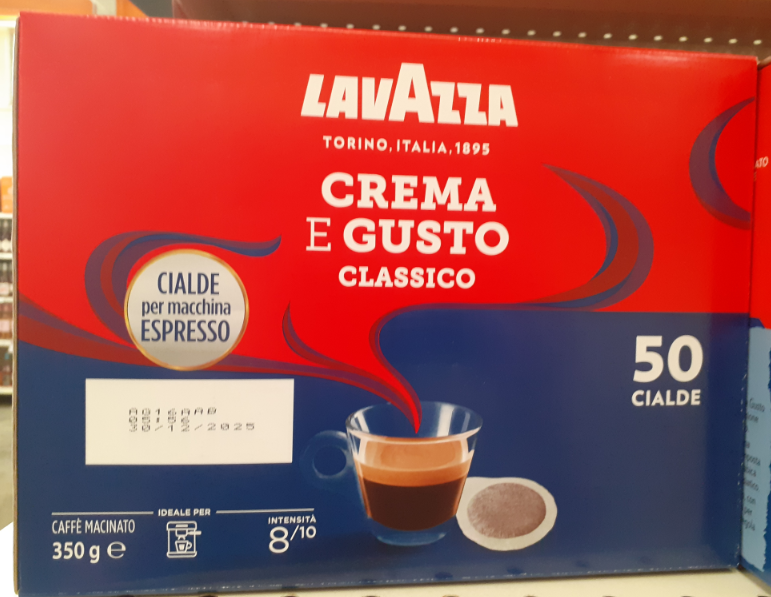 LAVAZZA
TORINO, ITALIA, 1895
CREMA
E GUSTO
CLASSICO
CIALDE
per macchina
ESPRESSO
50
CIALDE
30/12/2025
IDEALE PER
CAFFÈ MACINATO
350 g e
INTENSITÀ
8/10